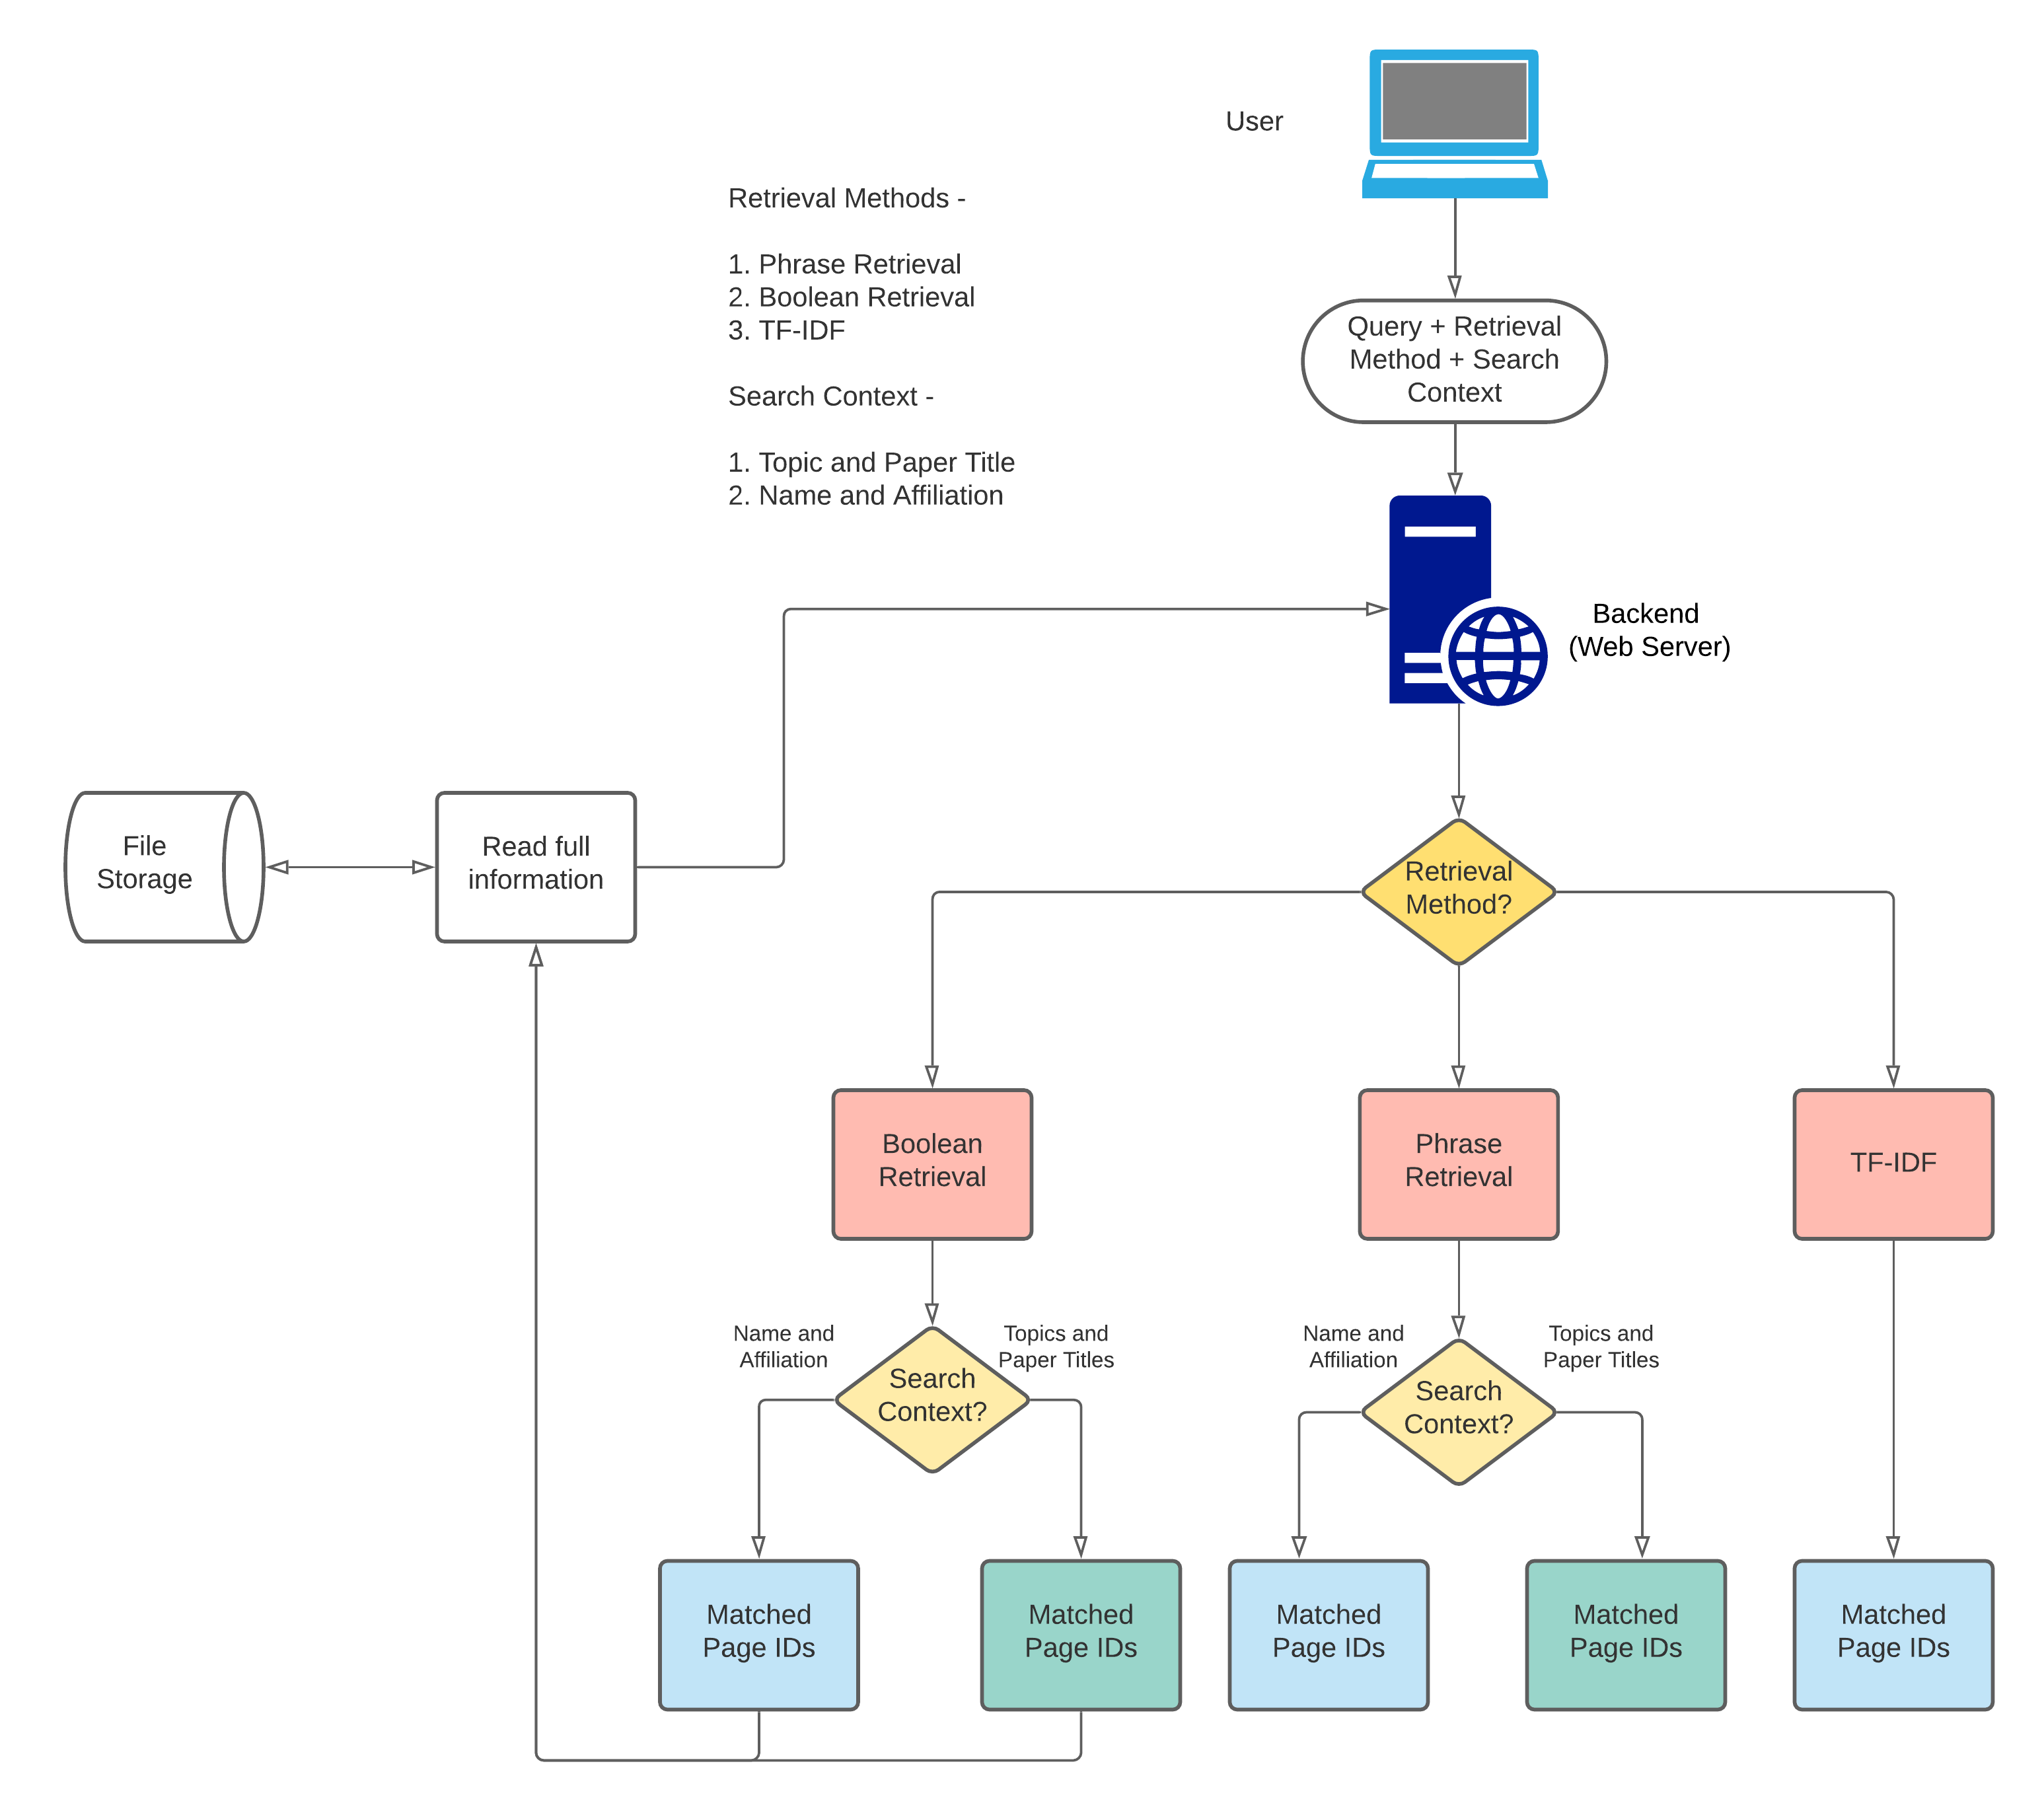 User
Retrieval Methods -
1. Phrase Retrieval
2. Boolean Retrieval
3. TF-IDF
Search Context -
1. Topic and Paper Title
2. Name and Affiliation
Query + Retrieval
Method + Search
Context
Backend
(Web Server)
File
Storage
Read full
information
Retrieval
Method?
Boolean
Retrieval
Phrase
Retrieval
TF-IDF
Name and
Affiliation
Search
Context?
Topics and
Paper Titles
Name and
Affiliation
Search
Context?
Topics and
Paper Titles
Matched
Page IDs
Matched
Page IDs
Matched
Page IDs
Matched
Page IDs
Matched
Page IDs